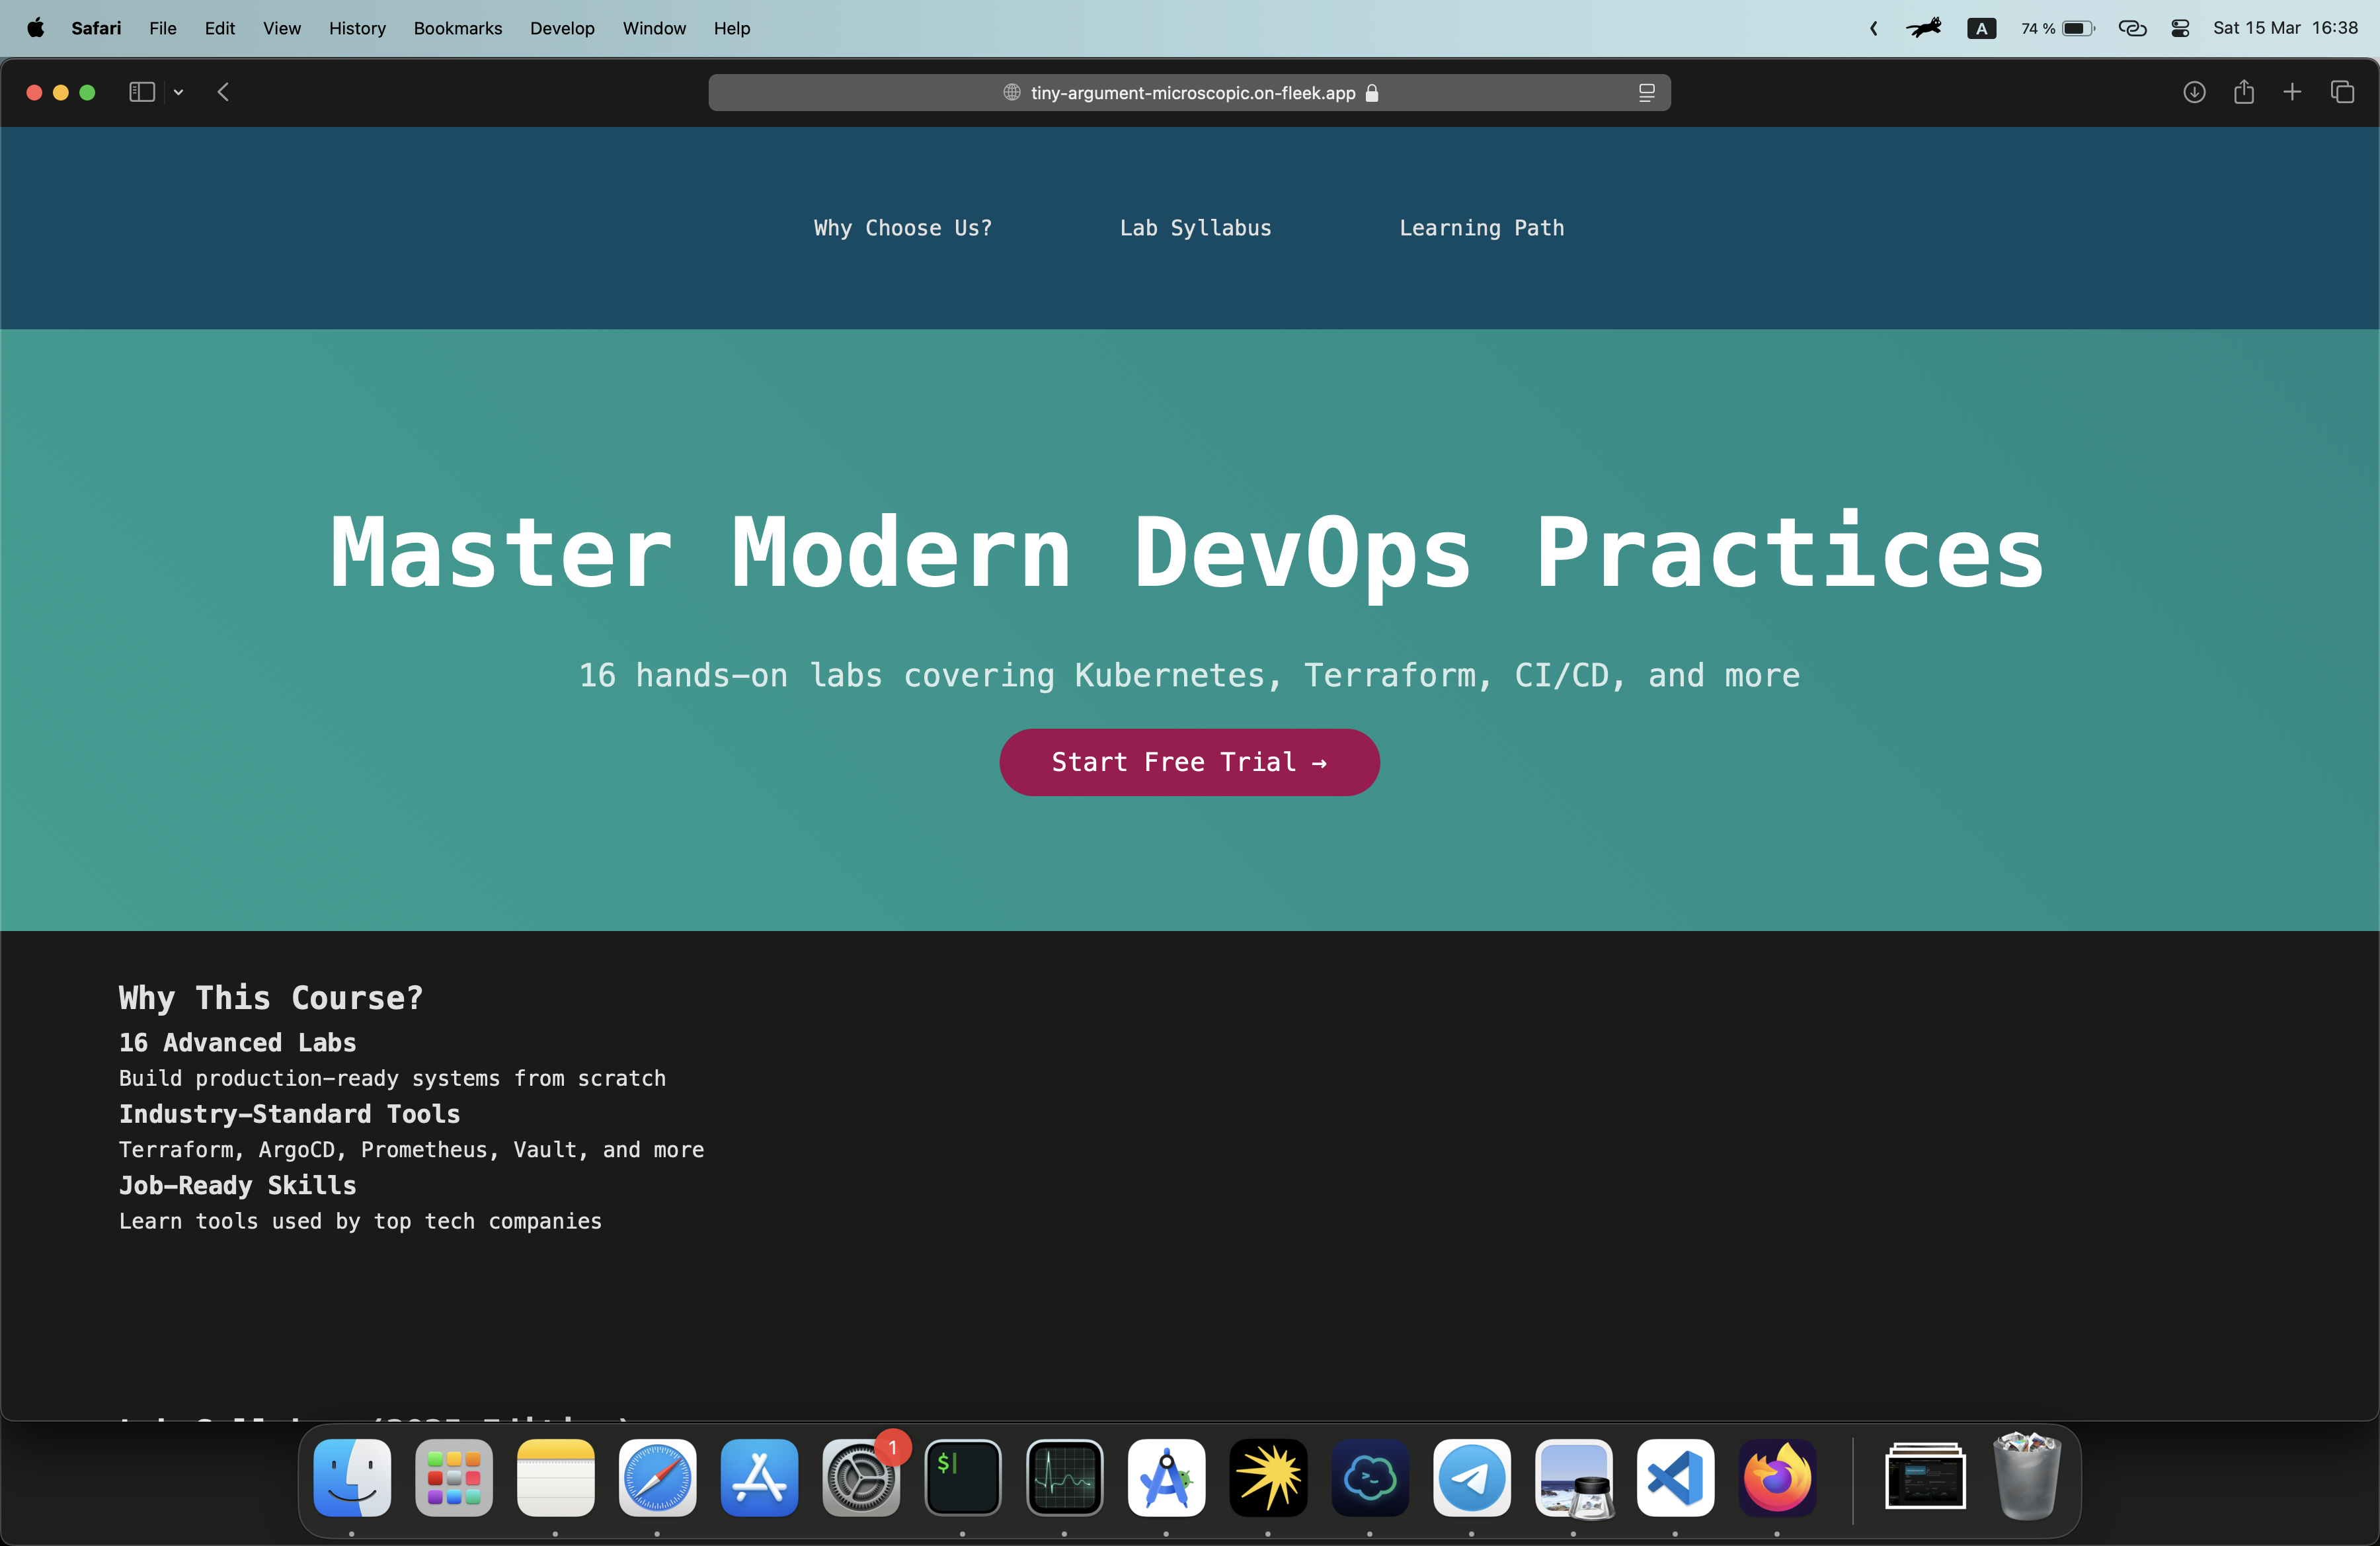 Safari File Edit View History Bookmarks Develop Window Help A 74 % Sat 15 Mar 16:38
tiny-argument-microscopic.on-fleek.app
Why Choose Us? Lab Syllabus Learning Path
Master Modern DevOps Practices
16 hands-on labs covering Kubernetes, Terraform, CI/CD, and more
Start Free Trial →
Why This Course?
16 Advanced Labs
Build production-ready systems from scratch
Industry-Standard Tools
Terraform, ArgoCD, Prometheus, Vault, and more
Job-Ready Skills
Learn tools used by top tech companies
1
$